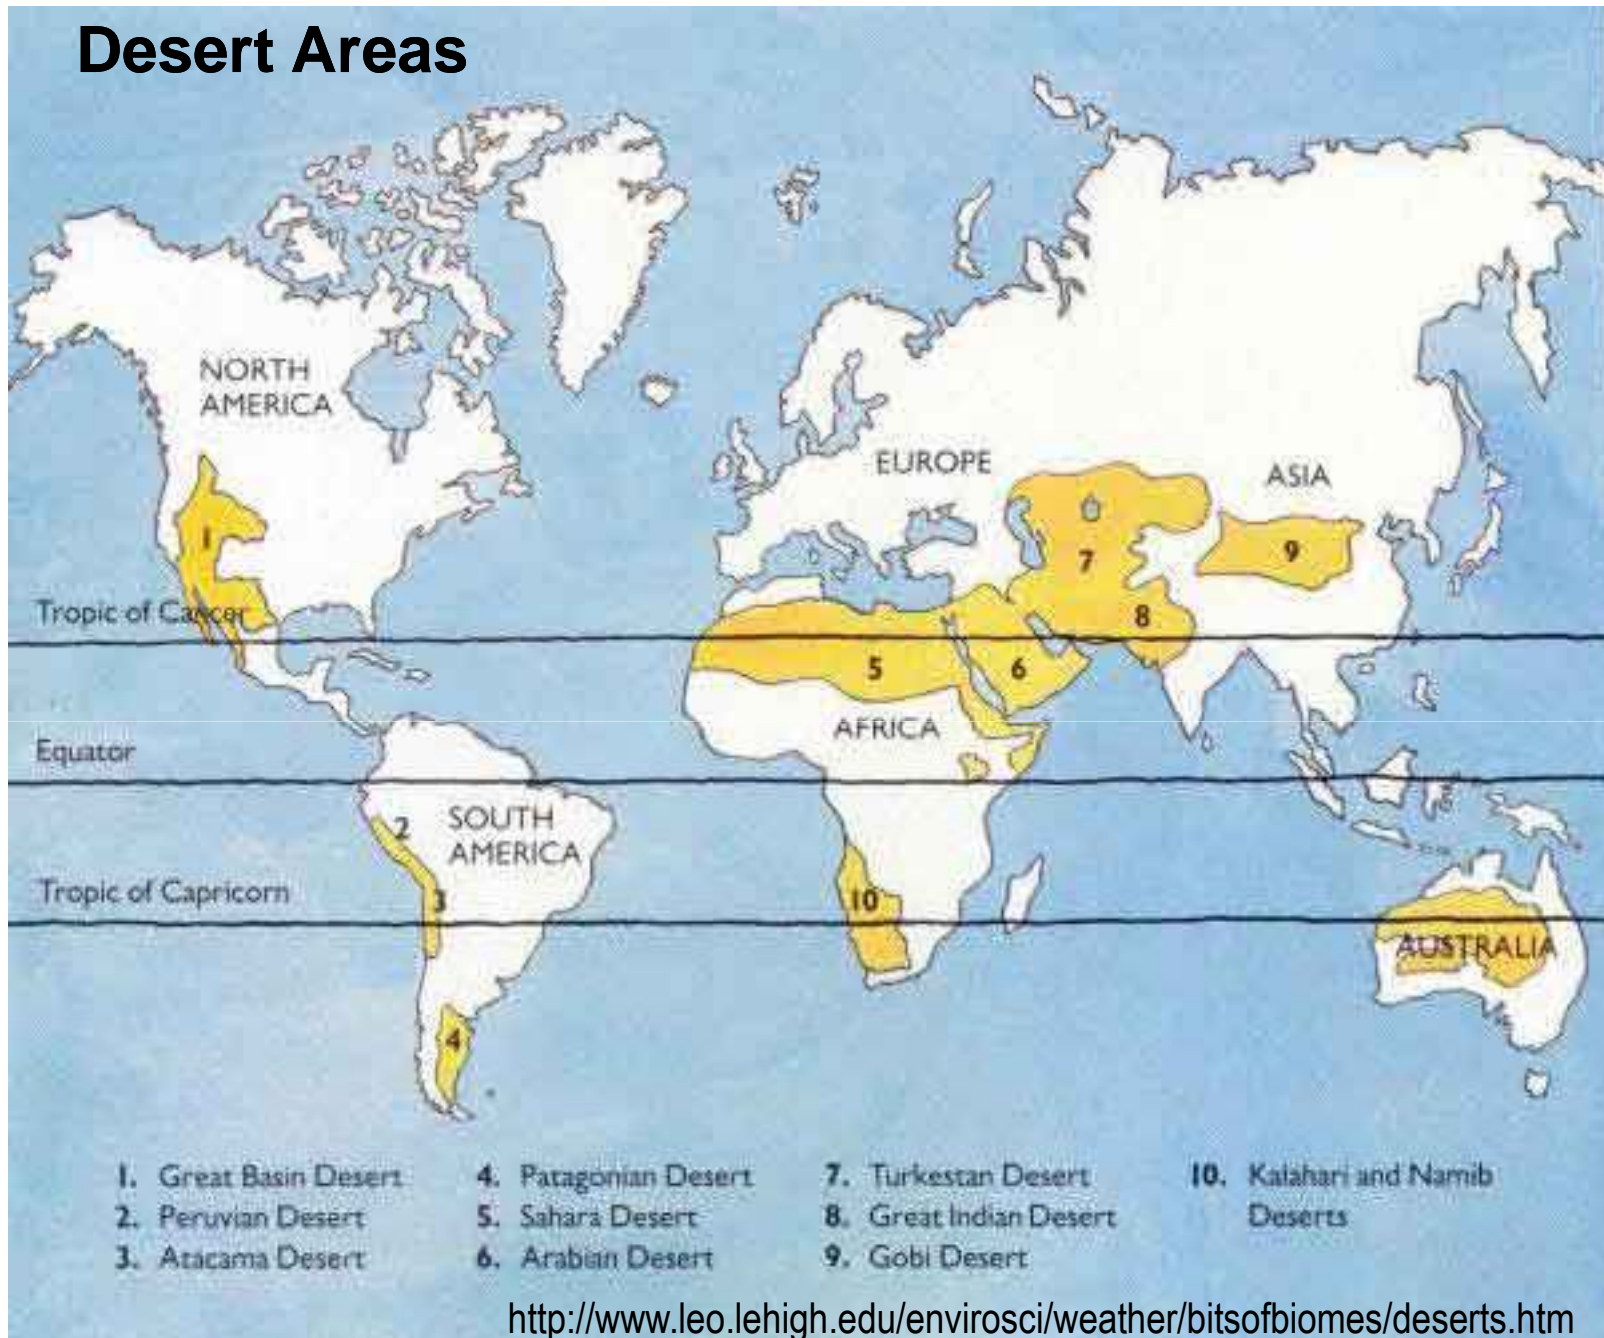 Desert Areas
NORTH
AMERICA
EUROPE
ASIA
1
9
7
Tropic of Cancer
8
5
6
AFRICA
Equator
SOUTH
AMERICA
2
Tropic of Capricorn
3
10
AUSTRALIA
4
1. Great Basin Desert
2. Peruvian Desert
3. Atacama Desert
4. Patagonian Desert
5. Sahara Desert
6. Arabian Desert
7. Turkestan Desert
8. Great Indian Desert
9. Gobi Desert
10. Kalahari and Namib
Deserts
http://www.leo.lehigh.edu/envirosci/weather/bitsofbiomes/deserts.htm